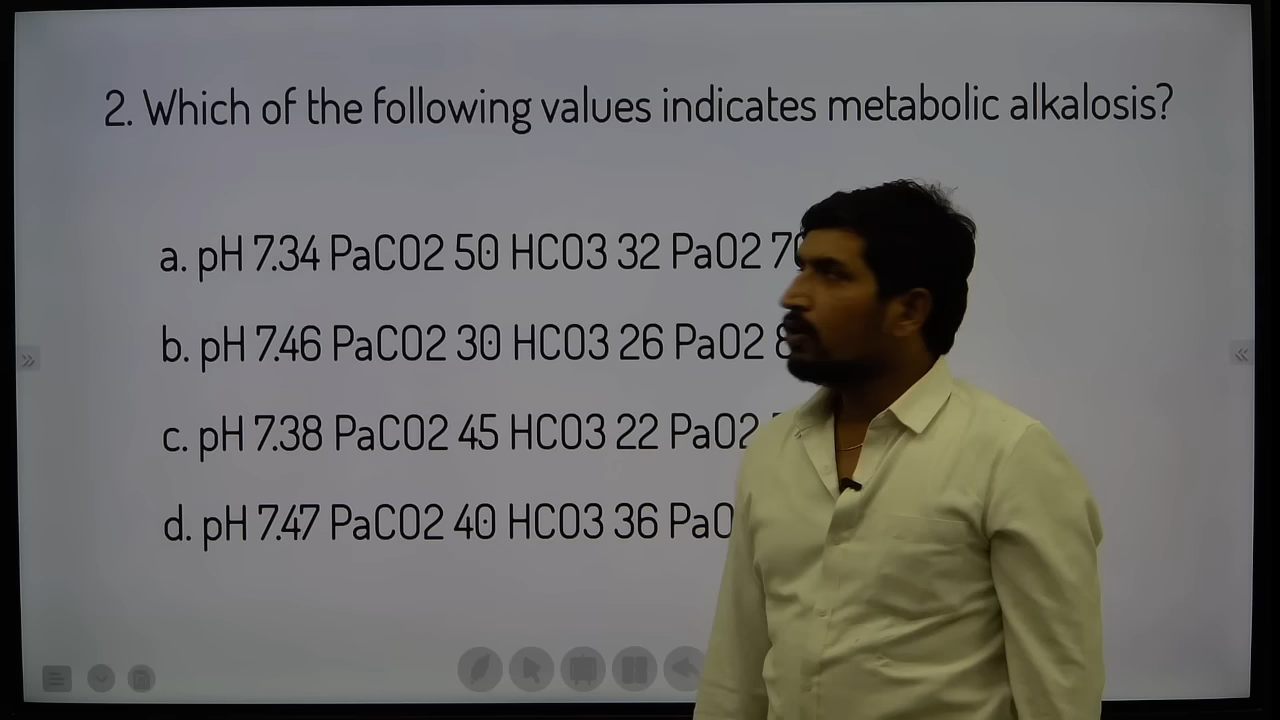 2. Which of the following values indicates metabolic alkalosis?
a. pH 7.34 PaCO2 50 HCO3 32 PaO2
b. pH 7.46 PaCO2 30 HCO3 26 PaO2
c. pH 7.38 PaCO2 45 HCO3 22 PaO2
d. pH 7.47 PaCO2 40 HCO3 36